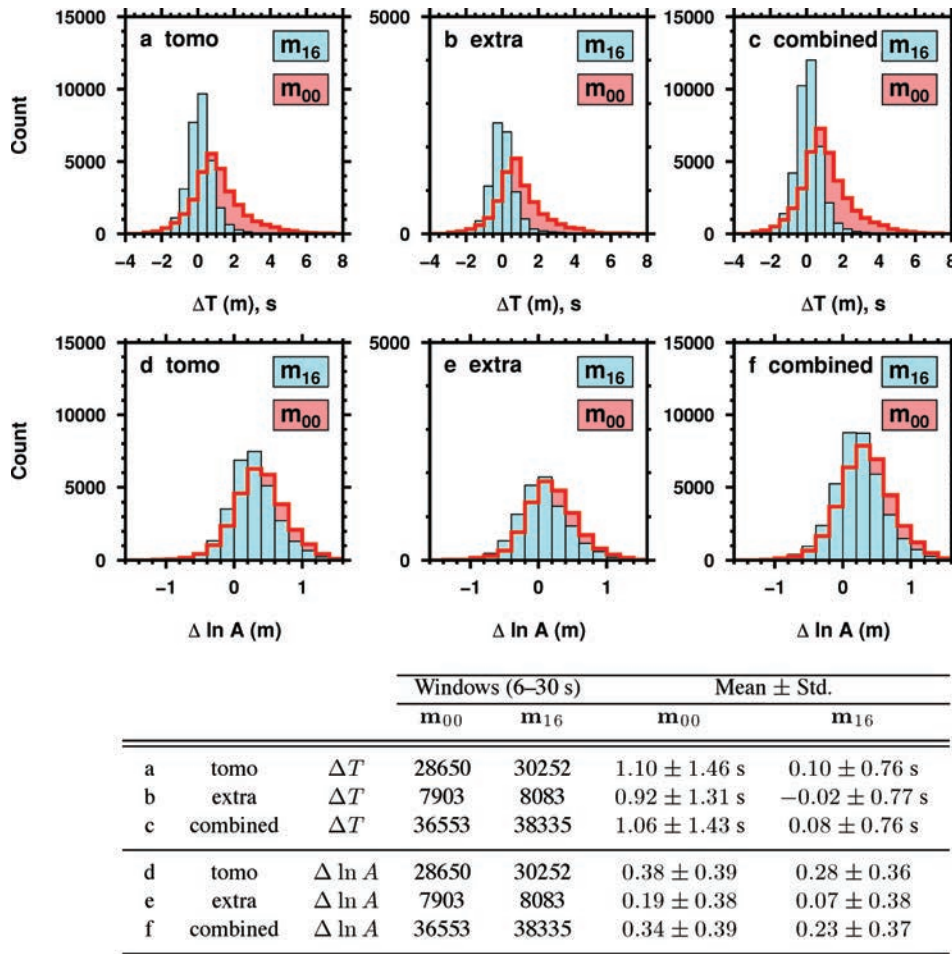 15000
10000
5000
0
Count
a tomo
m16
m00
−4 −2 0 2 4 6 8
ΔT (m), s
5000
0
b extra
m16
m00
−4 −2 0 2 4 6 8
ΔT (m), s
15000
10000
5000
0
c combined
m16
m00
−4 −2 0 2 4 6 8
ΔT (m), s
15000
10000
5000
0
Count
d tomo
m16
m00
−1 0 1
Δ ln A (m)
5000
0
e extra
m16
m00
−1 0 1
Δ ln A (m)
15000
10000
5000
0
f combined
m16
m00
−1 0 1
Δ ln A (m)
Windows (6–30 s) Mean ± Std.
m00 m16 m00 m16
a tomo ΔT 28650 30252 1.10 ± 1.46 s 0.10 ± 0.76 s
b extra ΔT 7903 8083 0.92 ± 1.31 s −0.02 ± 0.77 s
c combined ΔT 36553 38335 1.06 ± 1.43 s 0.08 ± 0.76 s
d tomo Δ ln A 28650 30252 0.38 ± 0.39 0.28 ± 0.36
e extra Δ ln A 7903 8083 0.19 ± 0.38 0.07 ± 0.38
f combined Δ ln A 36553 38335 0.34 ± 0.39 0.23 ± 0.37